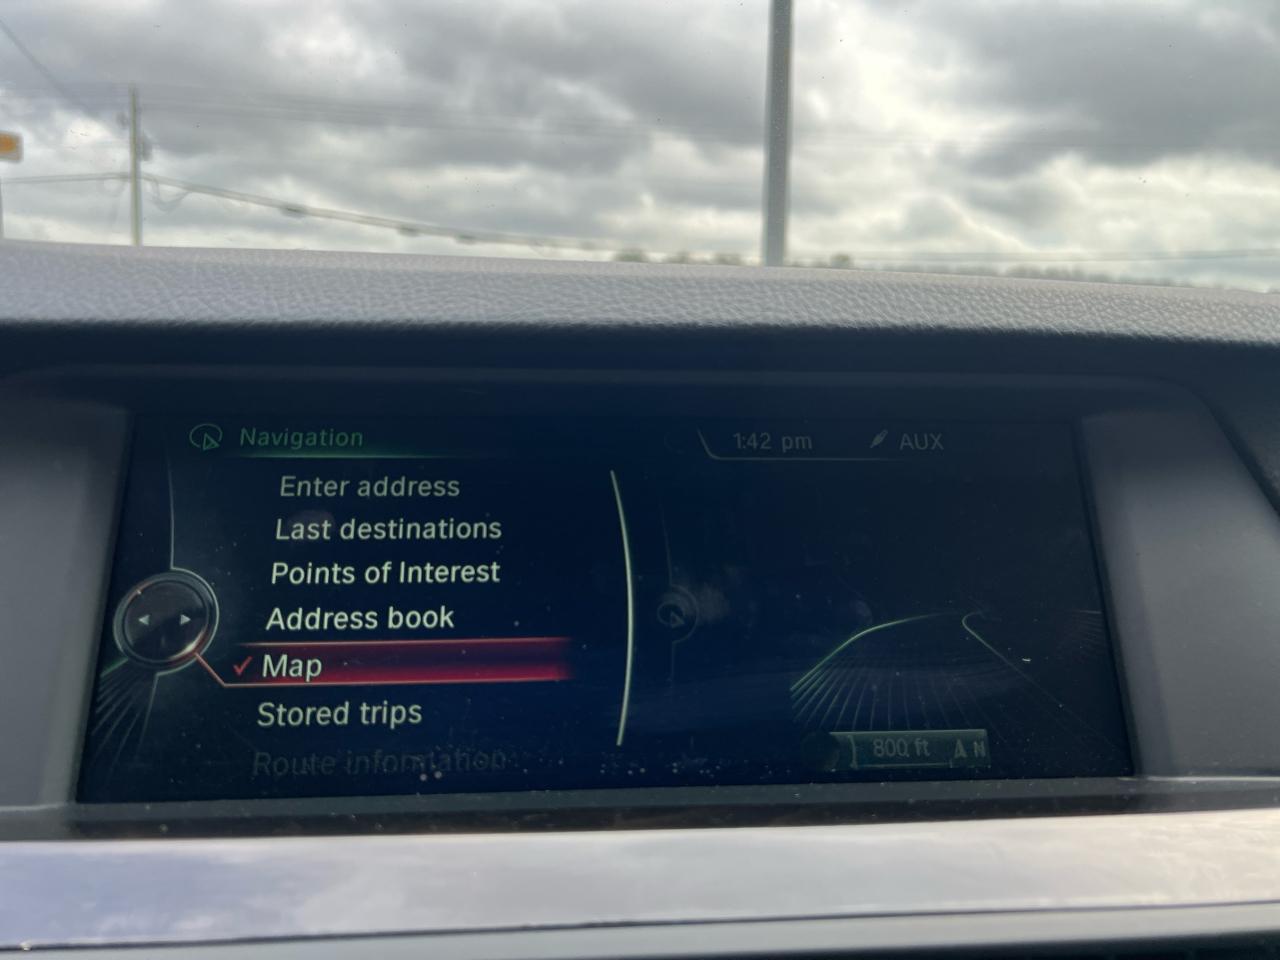 Navigation
1:42 pm AUX
Enter address
Last destinations
Points of Interest
Address book
Map
Stored trips
Route information
800 ft N